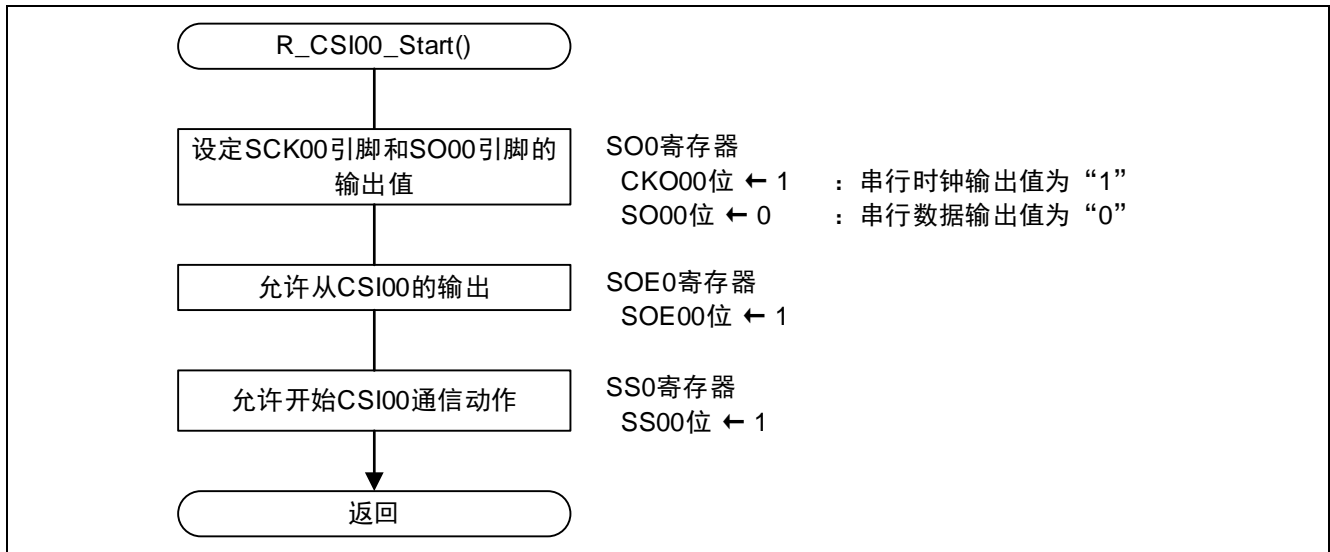 R_CSI00_Start()
设定SCK00引脚和SO00引脚的
输出值
SO0寄存器
CKO00位 ← 1 ：串行时钟输出值为“1”
SO00位 ← 0 ：串行数据输出值为“0”
允许从CSI00的输出
SOE0寄存器
SOE00位 ← 1
允许开始CSI00通信动作
SS0寄存器
SS00位 ← 1
返回